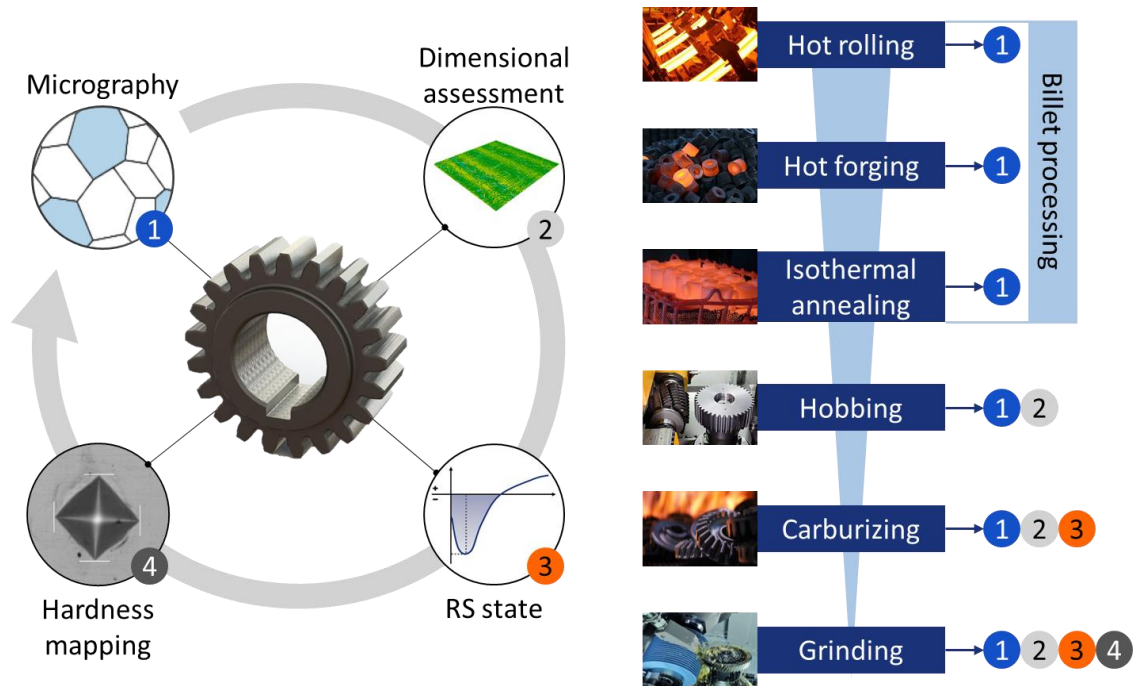 Micrography
1
Dimensional
assessment
2
+
−
3
RS state
4
Hardness
mapping
Hot rolling
1
Hot forging
1
Isothermal
annealing
1
Billet processing
Hobbing
1 2
Carburizing
1 2 3
Grinding
1 2 3 4